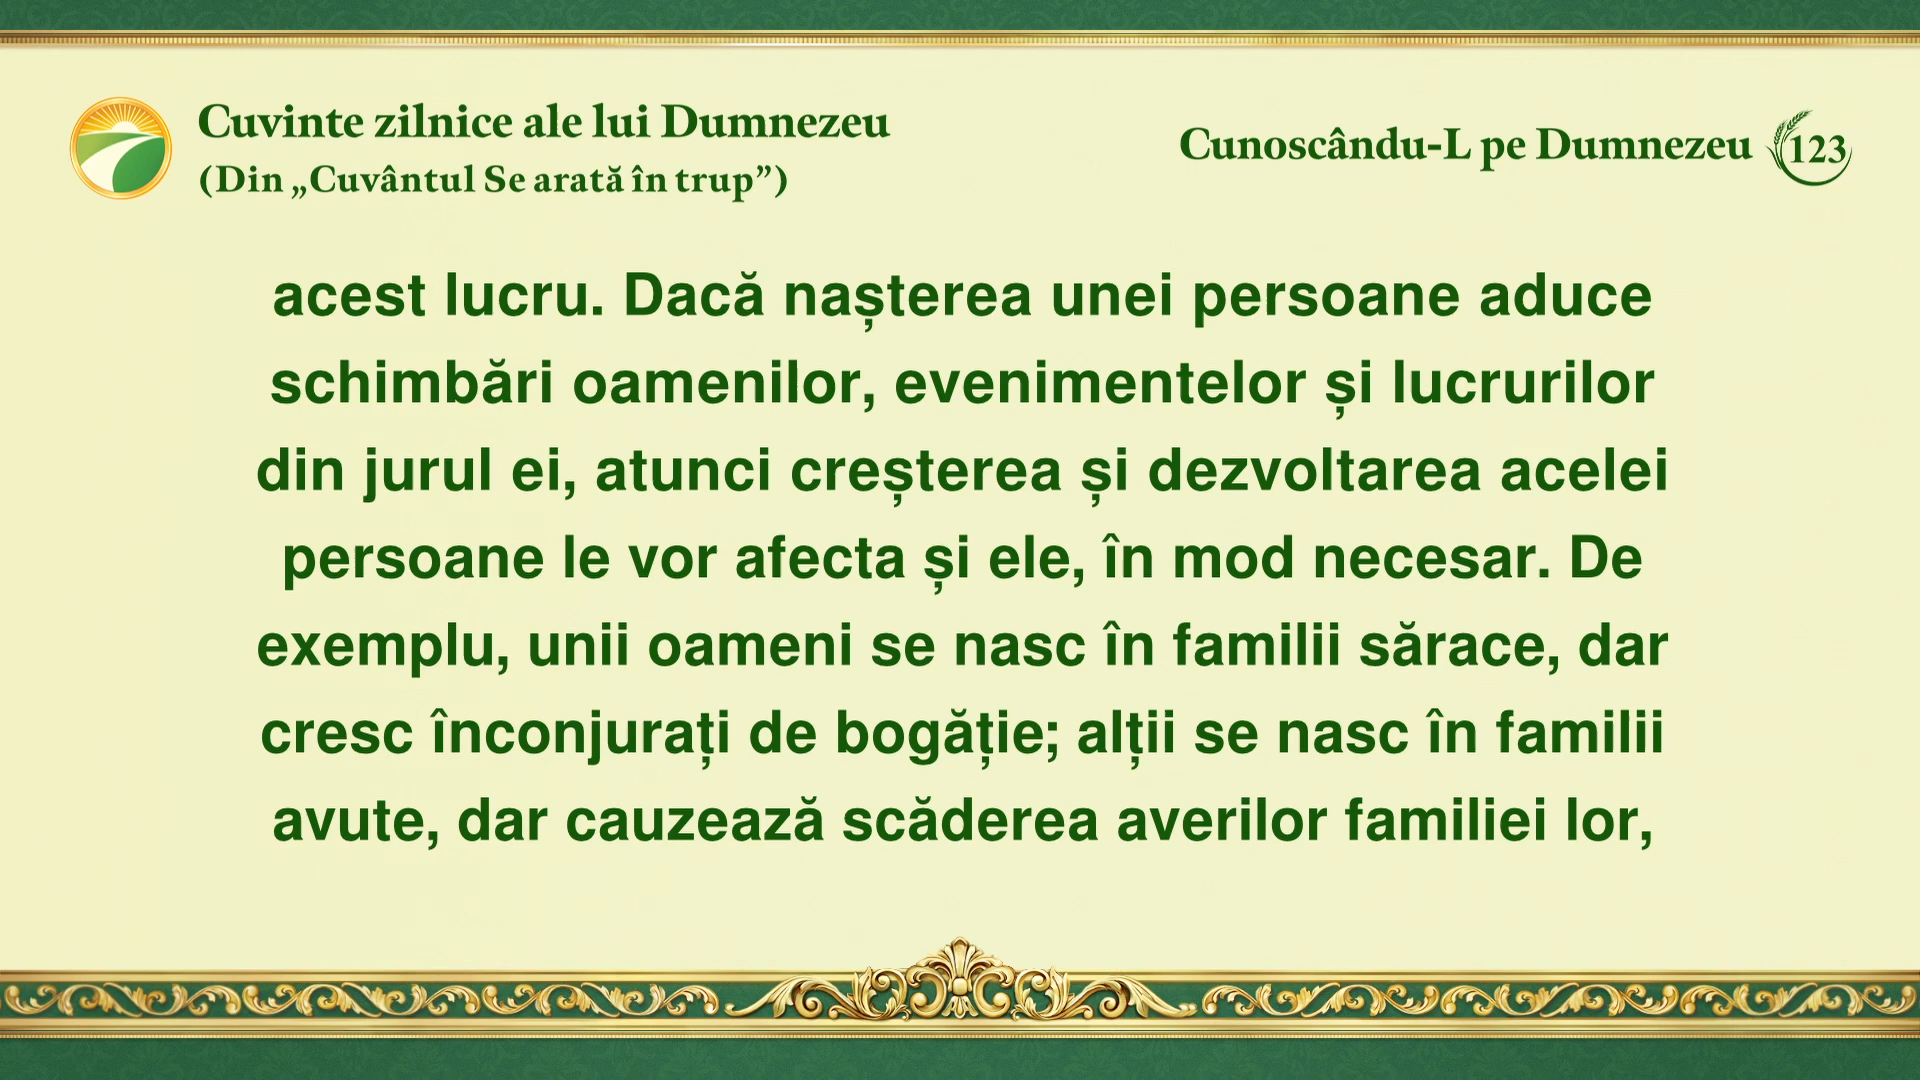 Cuvinte zilnice ale lui Dumnezeu
(Din „Cuvântul Se arată în trup”)
Cunoscându-L pe Dumnezeu 123
acest lucru. Dacă nașterea unei persoane aduce
schimbări oamenilor, evenimentelor și lucrurilor
din jurul ei, atunci creșterea și dezvoltarea acelei
persoane le vor afecta și ele, în mod necesar. De
exemplu, unii oameni se nasc în familii sărace, dar
cresc înconjurați de bogăție; alții se nasc în familii
avute, dar cauzează scăderea averilor familiei lor,